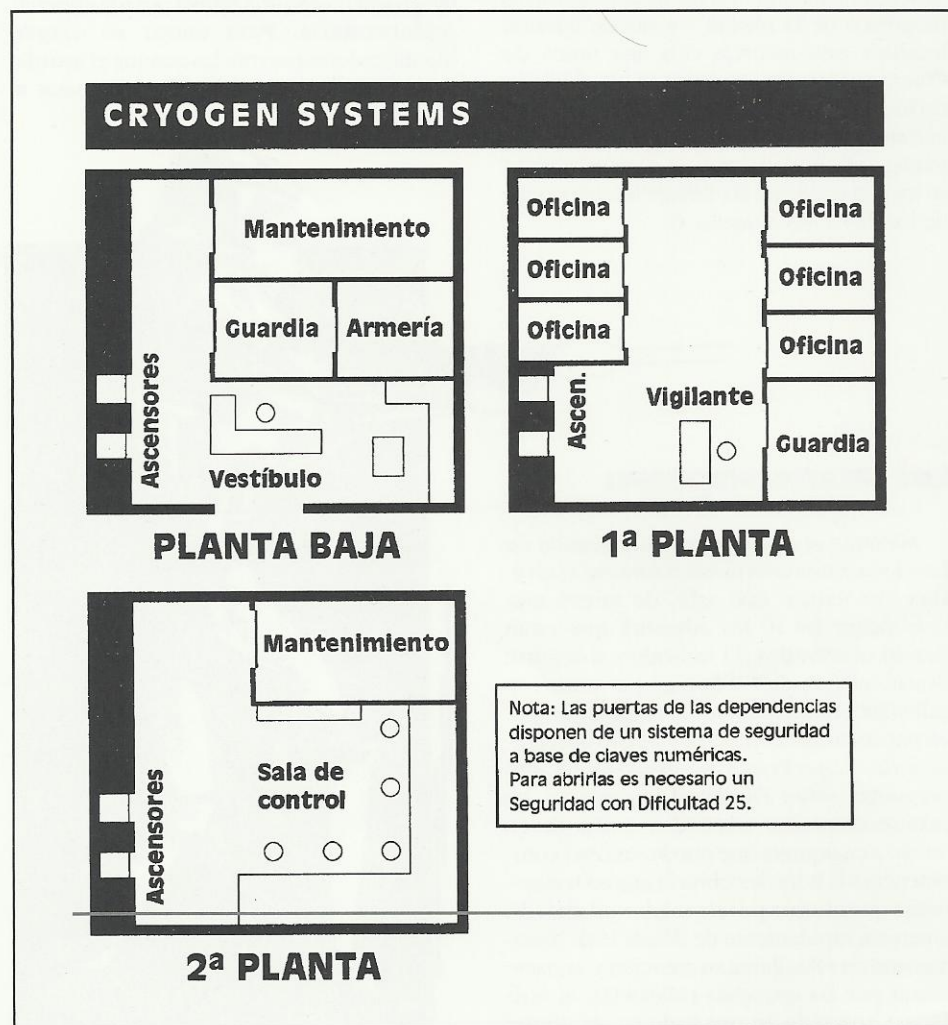 CRYOGEN SYSTEMS
Mantenimiento
Guardia
Armería
Ascensores
Vestíbulo
PLANTA BAJA
Oficina
Oficina
Oficina
Oficina
Oficina
Oficina
Ascen.
Vigilante
Guardia
1ª PLANTA
Mantenimiento
Sala de
control
Ascensores
2ª PLANTA
Nota: Las puertas de las dependencias
disponen de un sistema de seguridad
a base de claves numéricas.
Para abrirlas es necesario un
Seguridad con Dificultad 25.